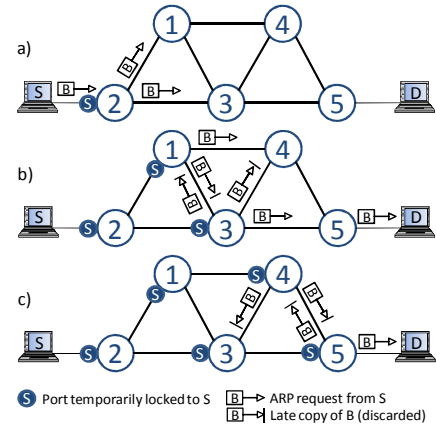 1 4
a)
B
S B B D
S 2 3 5
B
1 4
b)
S B B
S B B B D
S S 2 S 3 5
1 S 4
c)
S B B
S B B D
S S 2 S 3 S 5
S Port temporarily locked to S B ARP request from S
B Late copy of B (discarded)